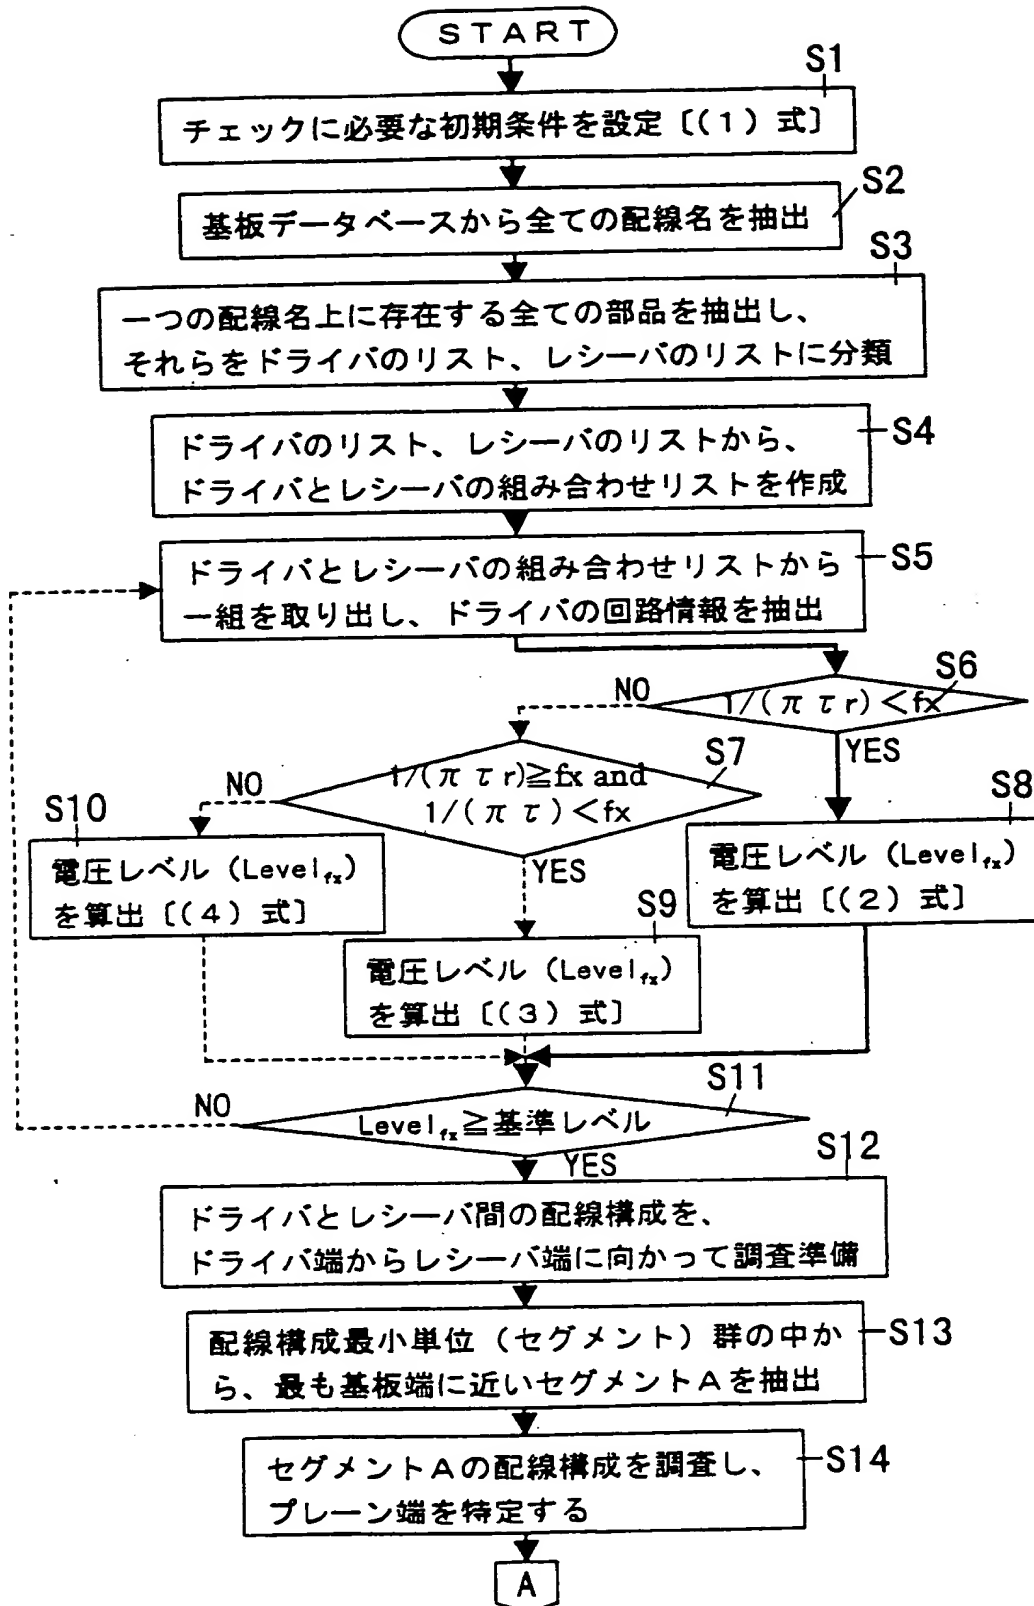 START
S1
チェックに必要な初期条件を設定〔(1)式〕
S2
基板データベースから全ての配線名を抽出
S3
一つの配線名上に存在する全ての部品を抽出し、
それらをドライバのリスト、レシーバのリストに分類
S4
ドライバのリスト、レシーバのリストから、
ドライバとレシーバの組み合わせリストを作成
S5
ドライバとレシーバの組み合わせリストから
一組を取り出し、ドライバの回路情報を抽出
S6
NO
1/(πτr)<fx
YES
S7
NO
1/(πτr)≧fx and
1/(πτ)<fx
YES
S10
電圧レベル(Levelfx)
を算出〔(4)式〕
S8
電圧レベル(Levelfx)
を算出〔(2)式〕
S9
電圧レベル(Levelfx)
を算出〔(3)式〕
S11
NO
Levelfx≧基準レベル
YES
S12
ドライバとレシーバ間の配線構成を、
ドライバ端からレシーバ端に向かって調査準備
S13
配線構成最小単位(セグメント)群の中か
ら、最も基板端に近いセグメントAを抽出
S14
セグメントAの配線構成を調査し、
プレーン端を特定する
A